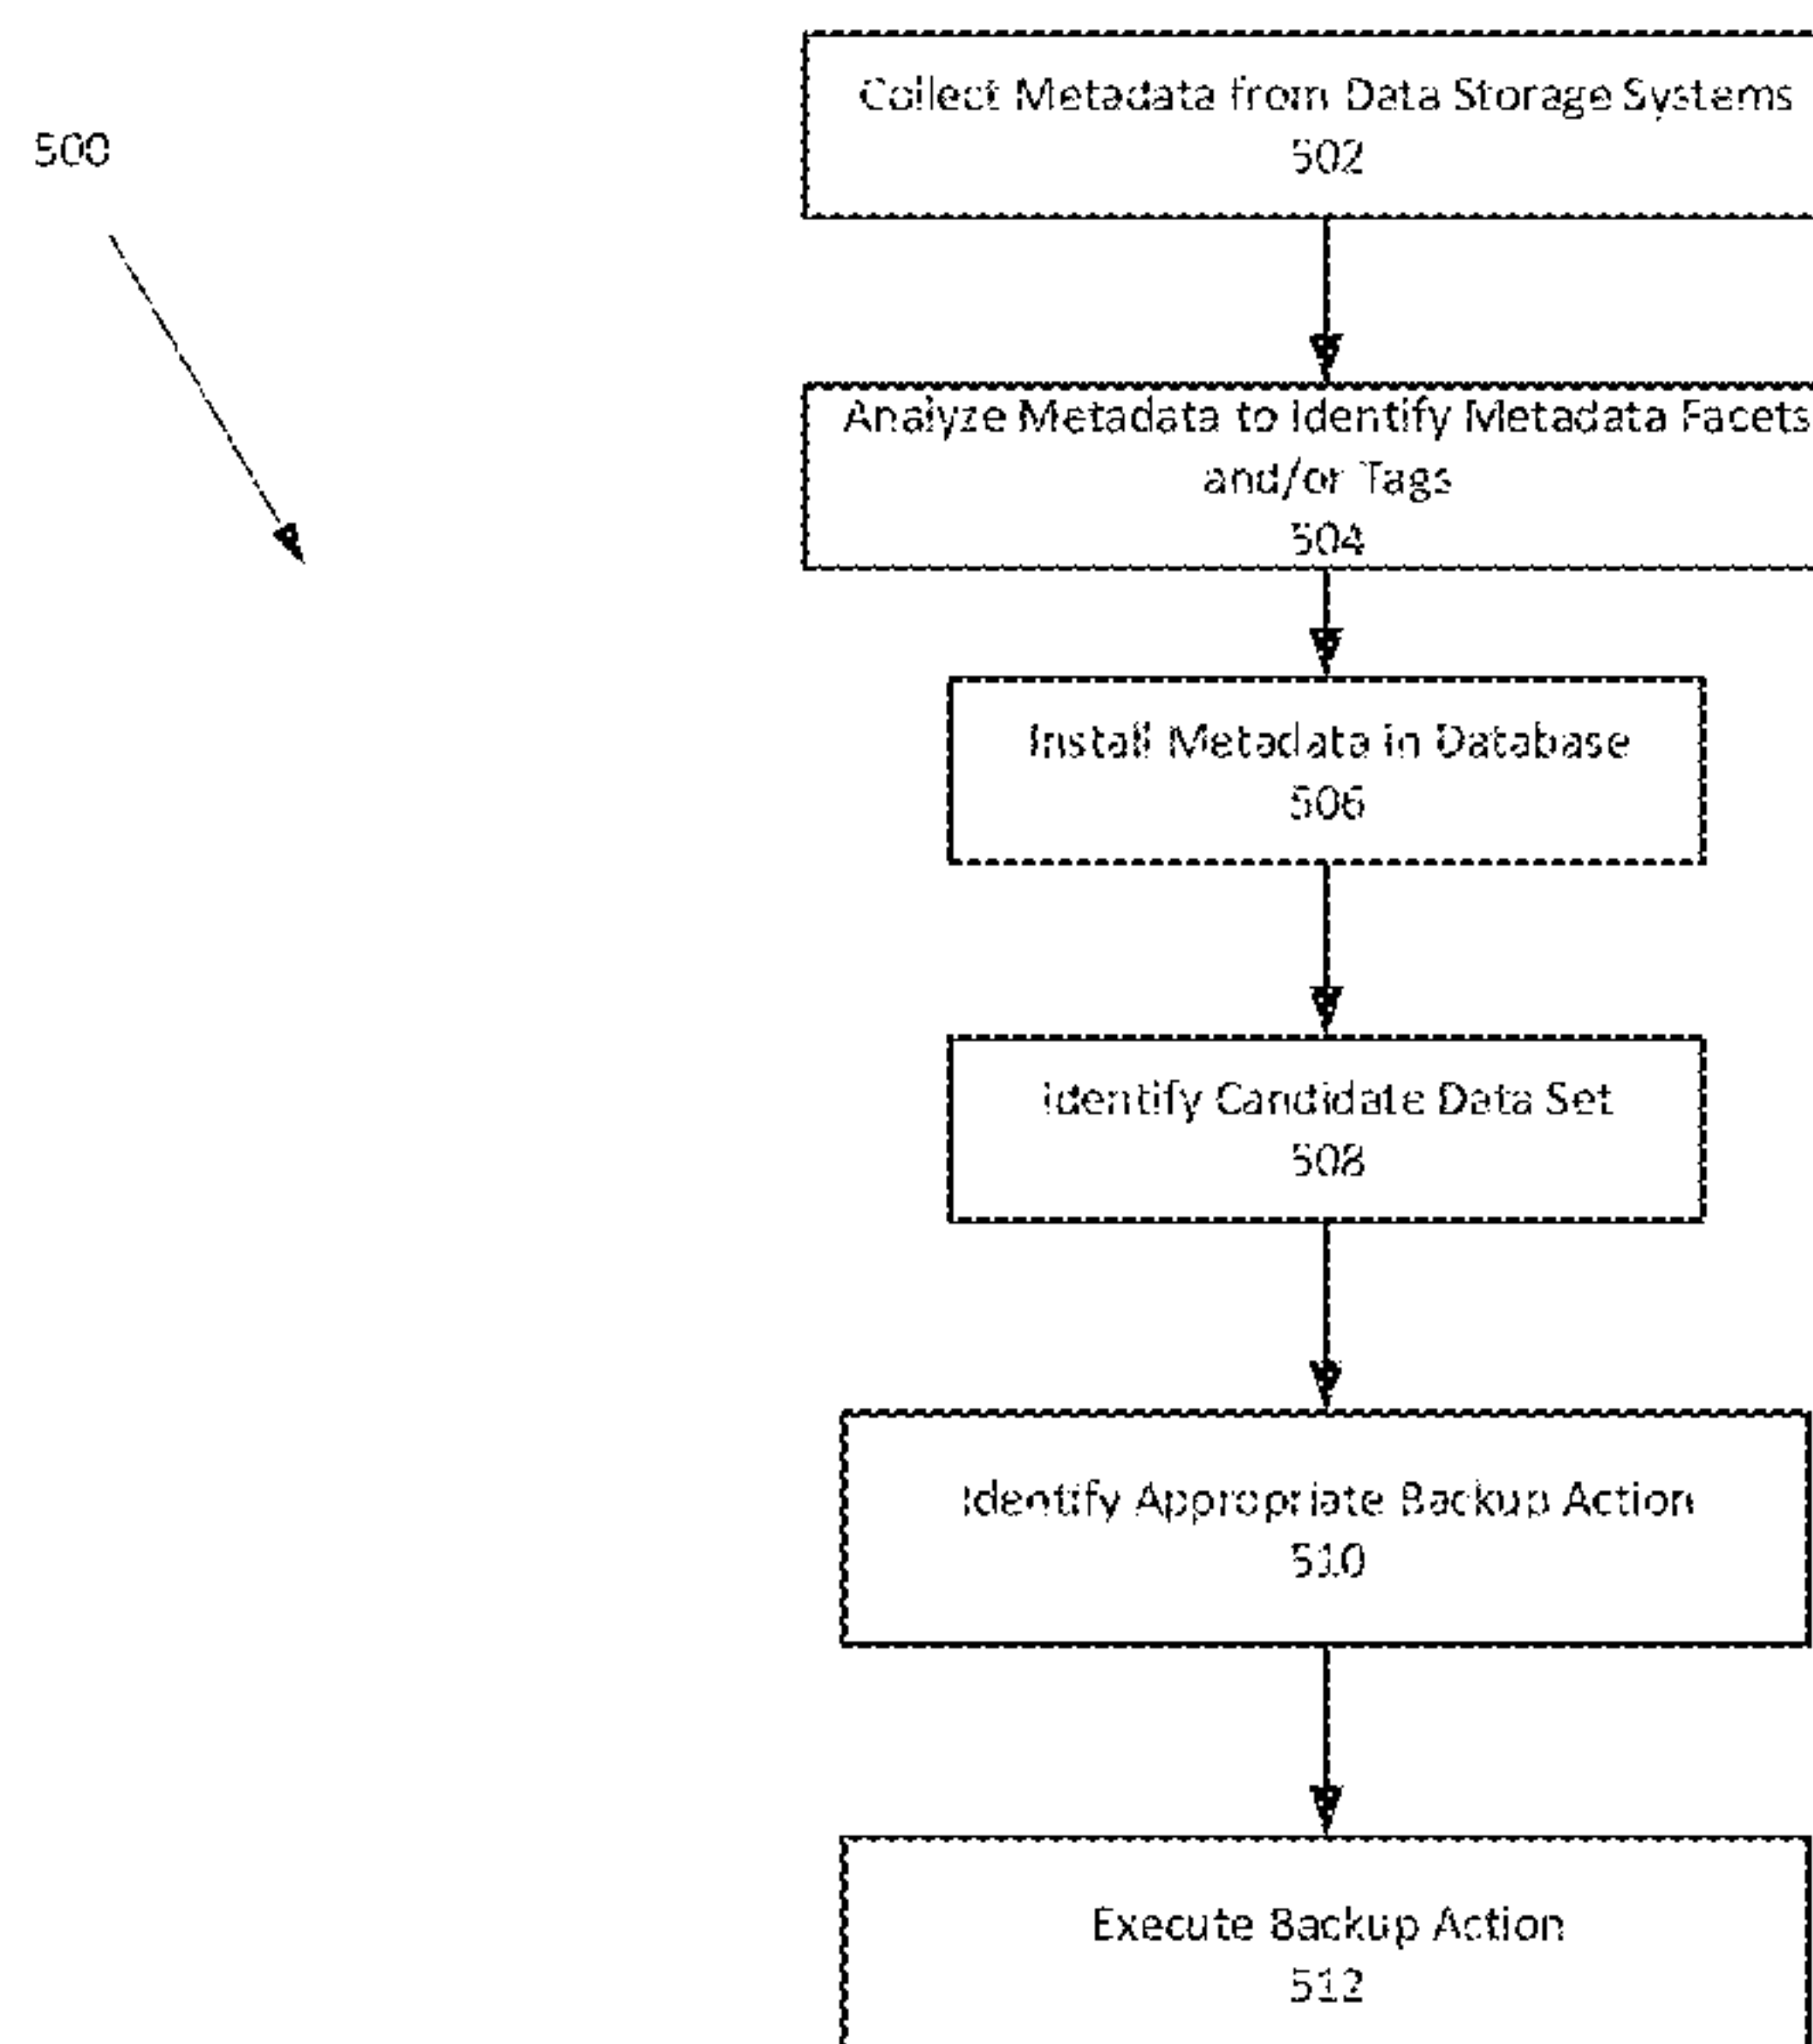 500
Collect Metadata from Data Storage Systems
502
Analyze Metadata to Identify Metadata Facets
and/or Tags
504
Install Metadata in Database
506
Identify Candidate Data Set
508
Identify Appropriate Backup Action
510
Execute Backup Action
512